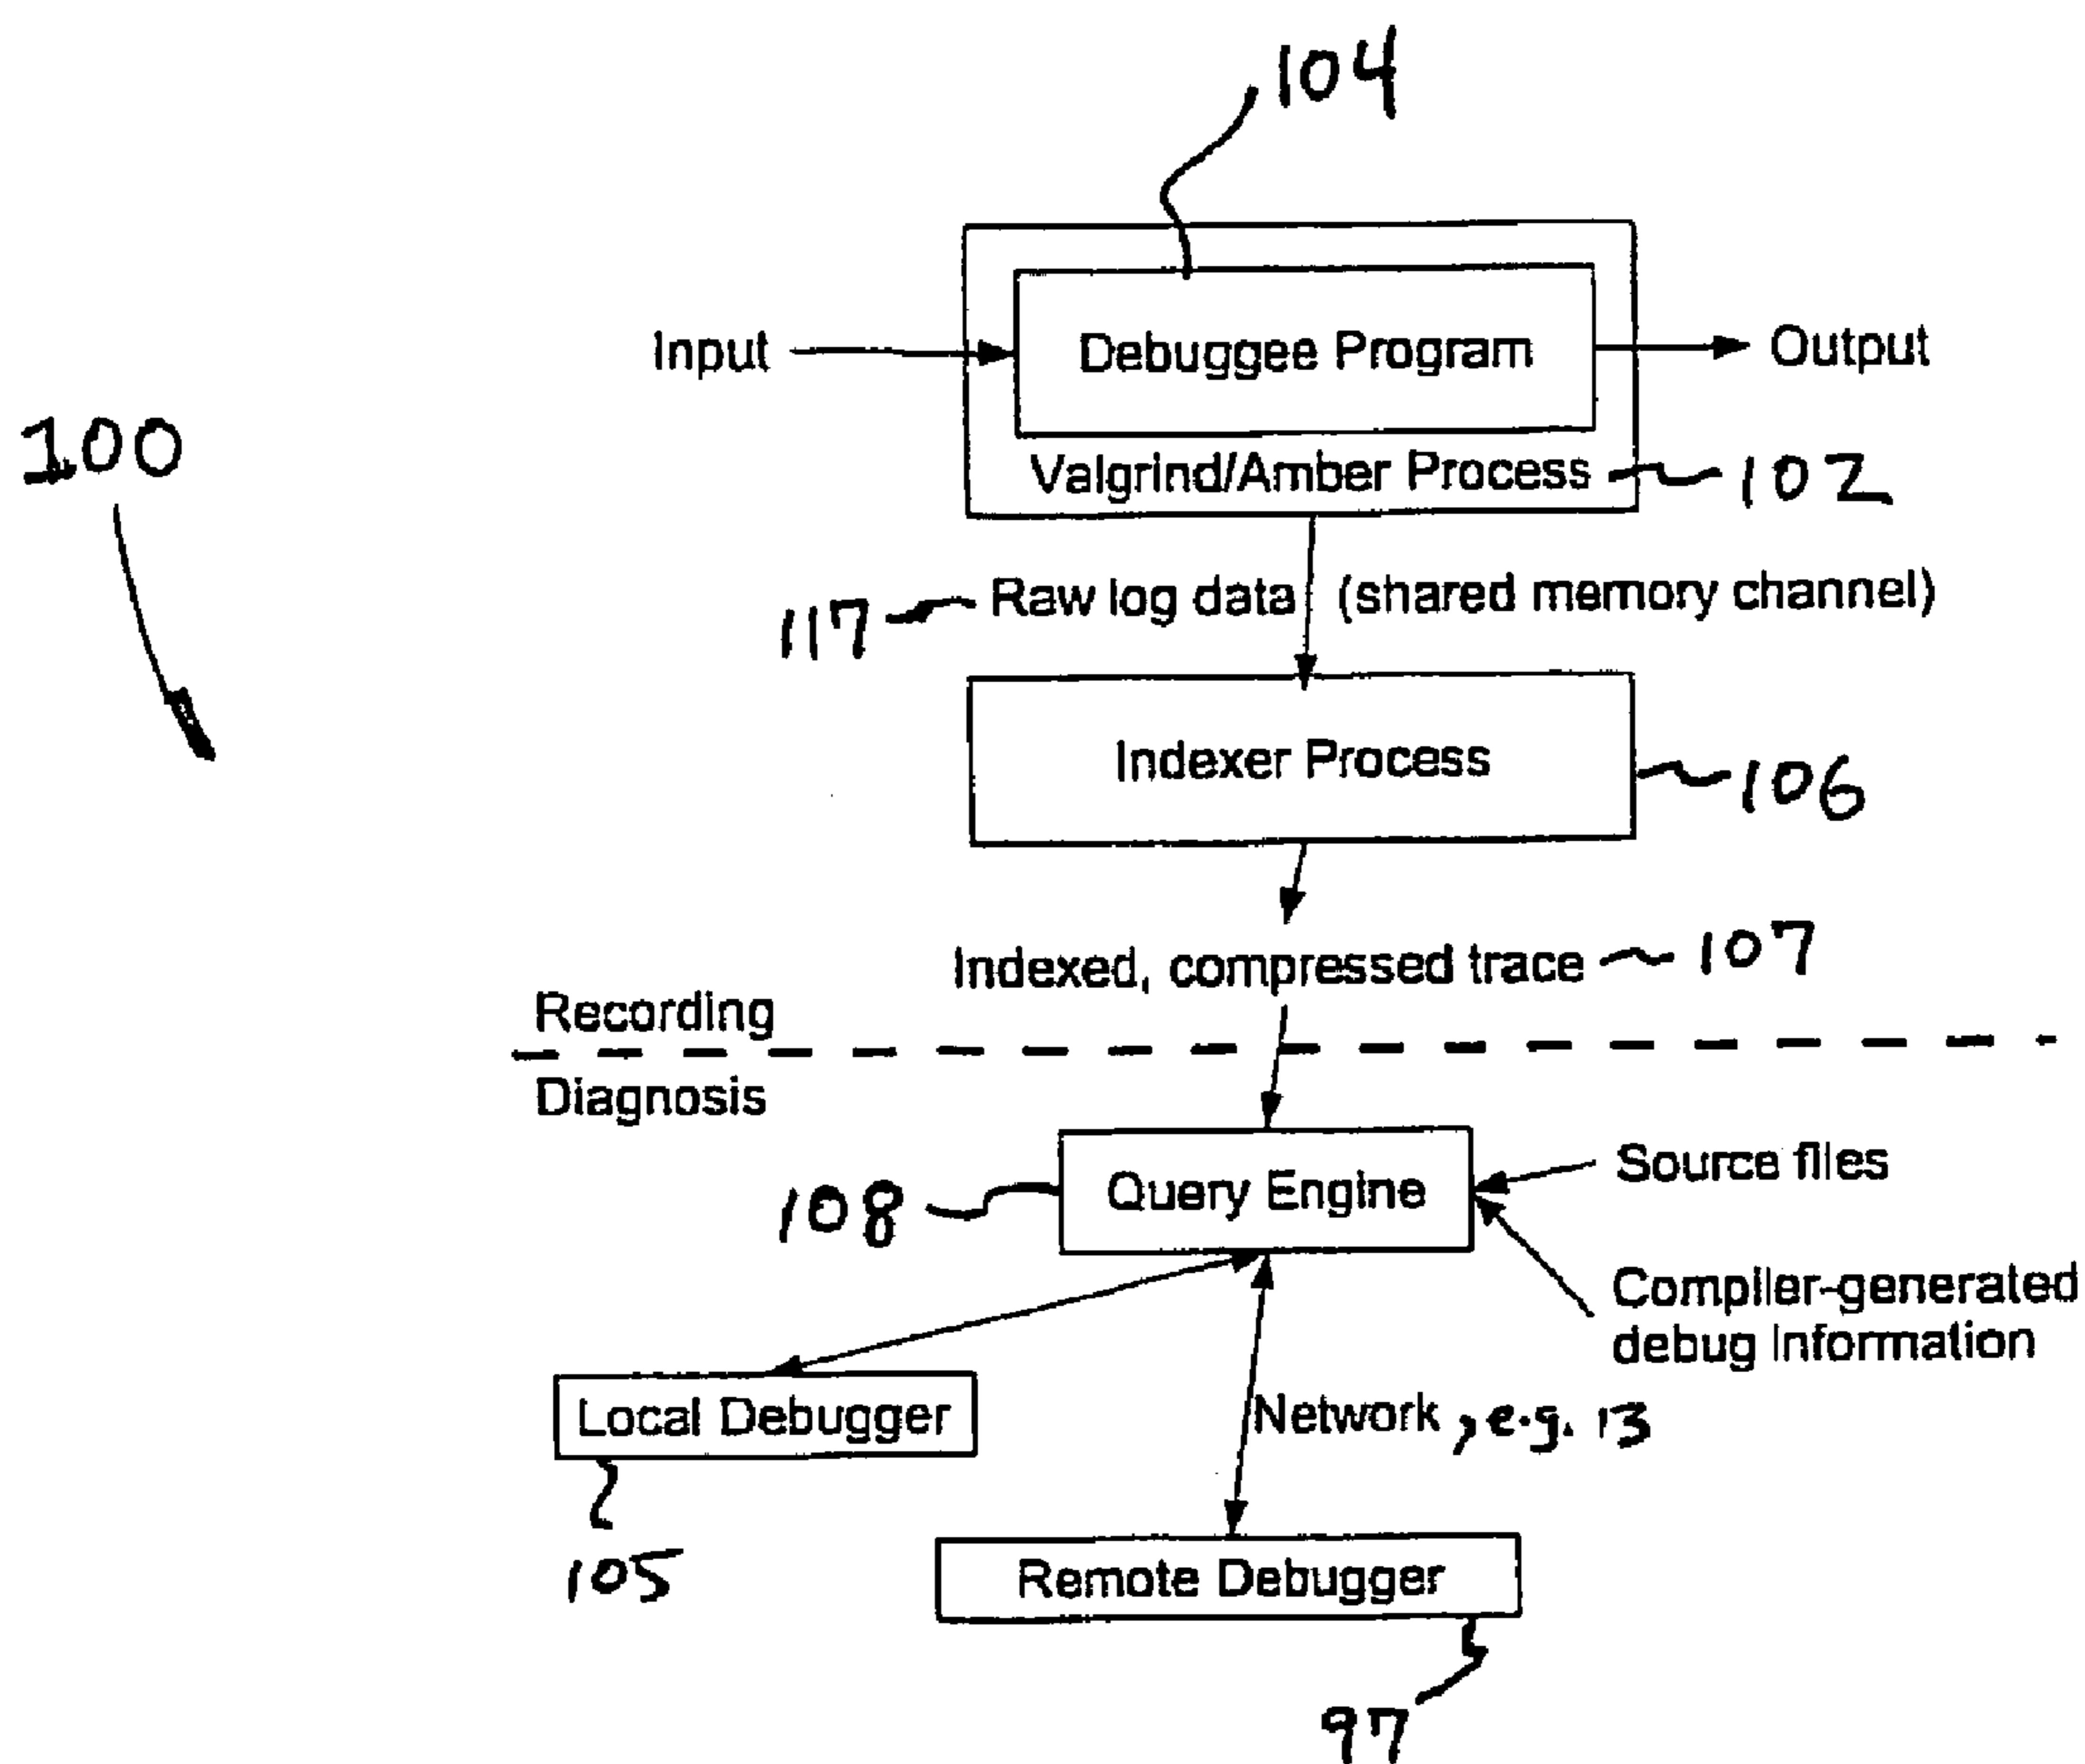 104
Input
Debuggee Program
Output
100
Valgrind/Amber Process
102
117
Raw log data
(shared memory channel)
Indexer Process
106
Indexed, compressed trace
107
Recording
Diagnosis
108
Query Engine
Source files
Compiler-generated
debug Information
Local Debugger
Network
, e.g. 13
105
Remote Debugger
97